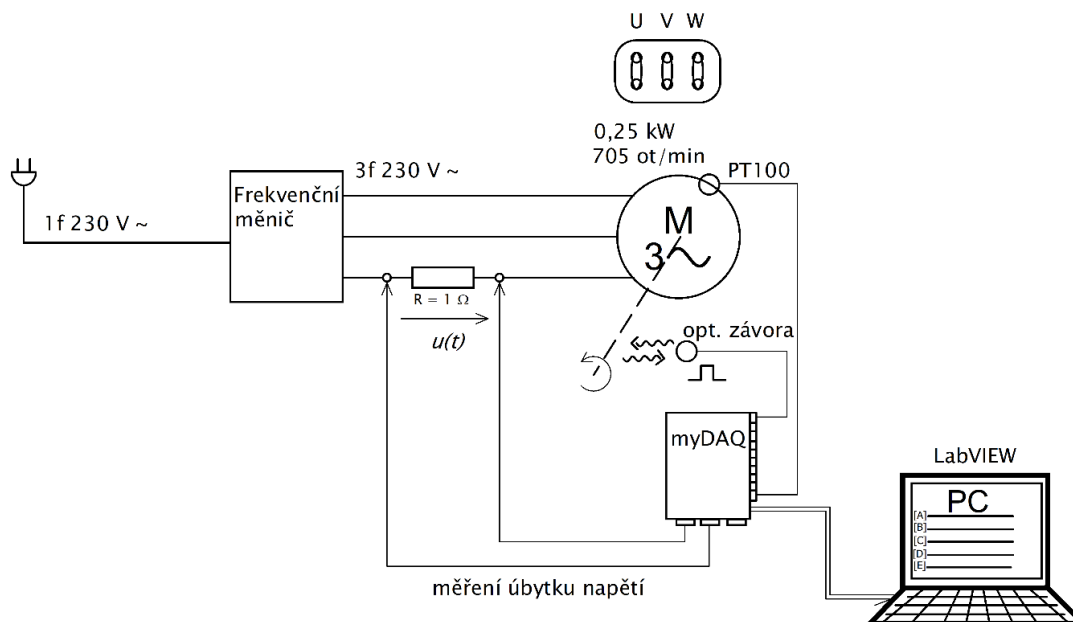 U V W
0,25 kW
705 ot/min
PT100
3f 230 V ~
Frekvenční
měnič
1f 230 V ~
M
3
R = 1 Ω
u(t)
opt. závora
myDAQ
LabVIEW
PC
[A]
[B]
[C]
[D]
[E]
měření úbytku napětí